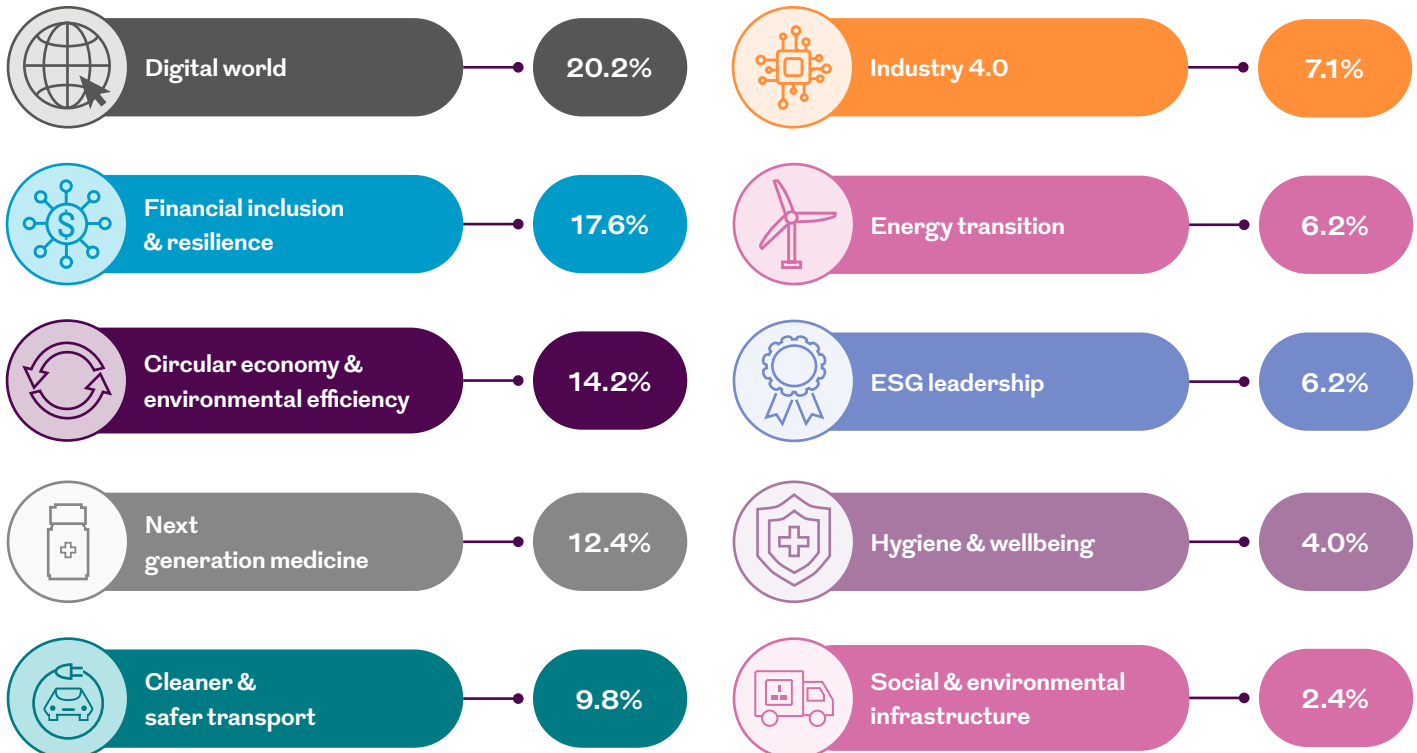 Digital world
20.2%
Financial inclusion
& resilience
17.6%
Circular economy &
environmental efficiency
14.2%
Next
generation medicine
12.4%
Cleaner &
safer transport
9.8%
Industry 4.0
7.1%
Energy transition
6.2%
ESG leadership
6.2%
Hygiene & wellbeing
4.0%
Social & environmental
infrastructure
2.4%